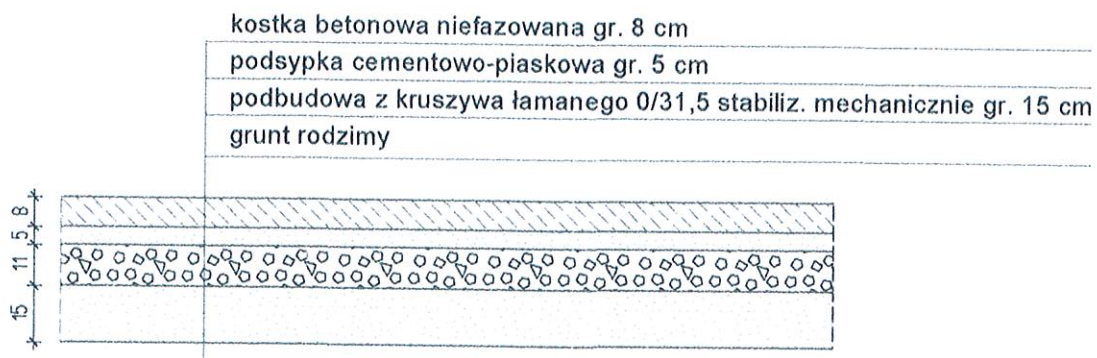 kostka betonowa niefazowana gr. 8 cm
podsypka cementowo-piaskowa gr. 5 cm
podbudowa z kruszywa łamanego 0/31,5 stabiliz. mechanicznie gr. 15 cm
grunt rodzimy
8
5
11
15